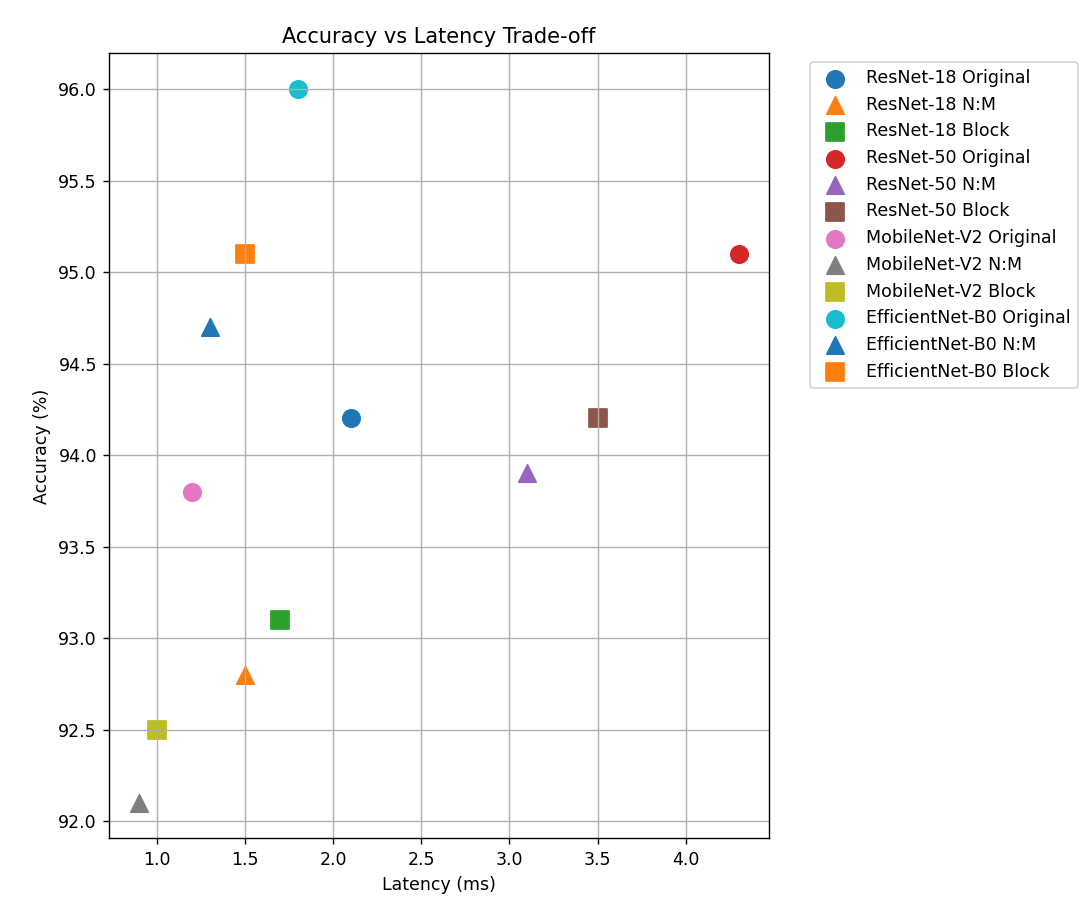 Accuracy vs Latency Trade-off
96.0
95.5
95.0
94.5
94.0
93.5
93.0
92.5
92.0
Accuracy (%)
1.0 1.5 2.0 2.5 3.0 3.5 4.0
Latency (ms)
ResNet-18 Original
ResNet-18 N:M
ResNet-18 Block
ResNet-50 Original
ResNet-50 N:M
ResNet-50 Block
MobileNet-V2 Original
MobileNet-V2 N:M
MobileNet-V2 Block
EfficientNet-B0 Original
EfficientNet-B0 N:M
EfficientNet-B0 Block